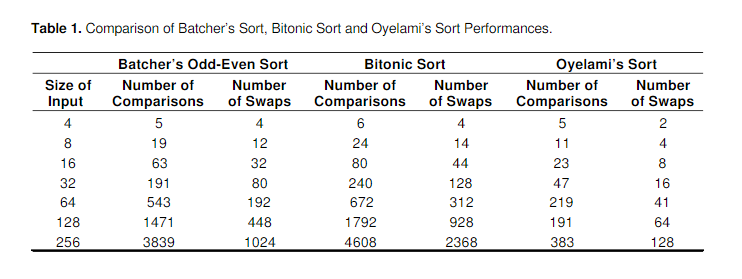 Table 1. Comparison of Batcher's Sort, Bitonic Sort and Oyelami's Sort Performances.
Batcher's Odd-Even Sort Bitonic Sort Oyelami's Sort
Size of Number of Number Number of Number Number of Number
Input Comparisons of Swaps Comparisons of Swaps Comparisons of Swaps
4 5 4 6 4 5 2
8 19 12 24 14 11 4
16 63 32 80 44 23 8
32 191 80 240 128 47 16
64 543 192 672 312 219 41
128 1471 448 1792 928 191 64
256 3839 1024 4608 2368 383 128